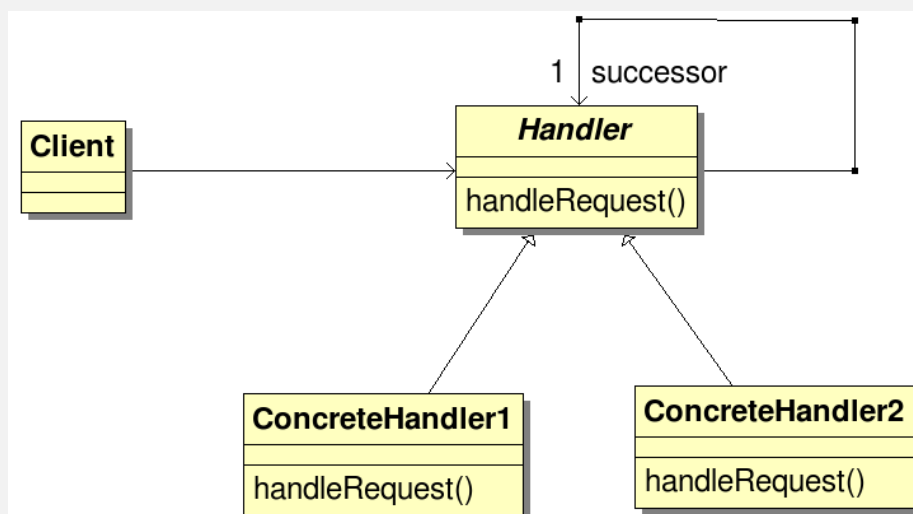 1 successor
Handler
Client
handleRequest()
ConcreteHandler1
handleRequest()
ConcreteHandler2
handleRequest()